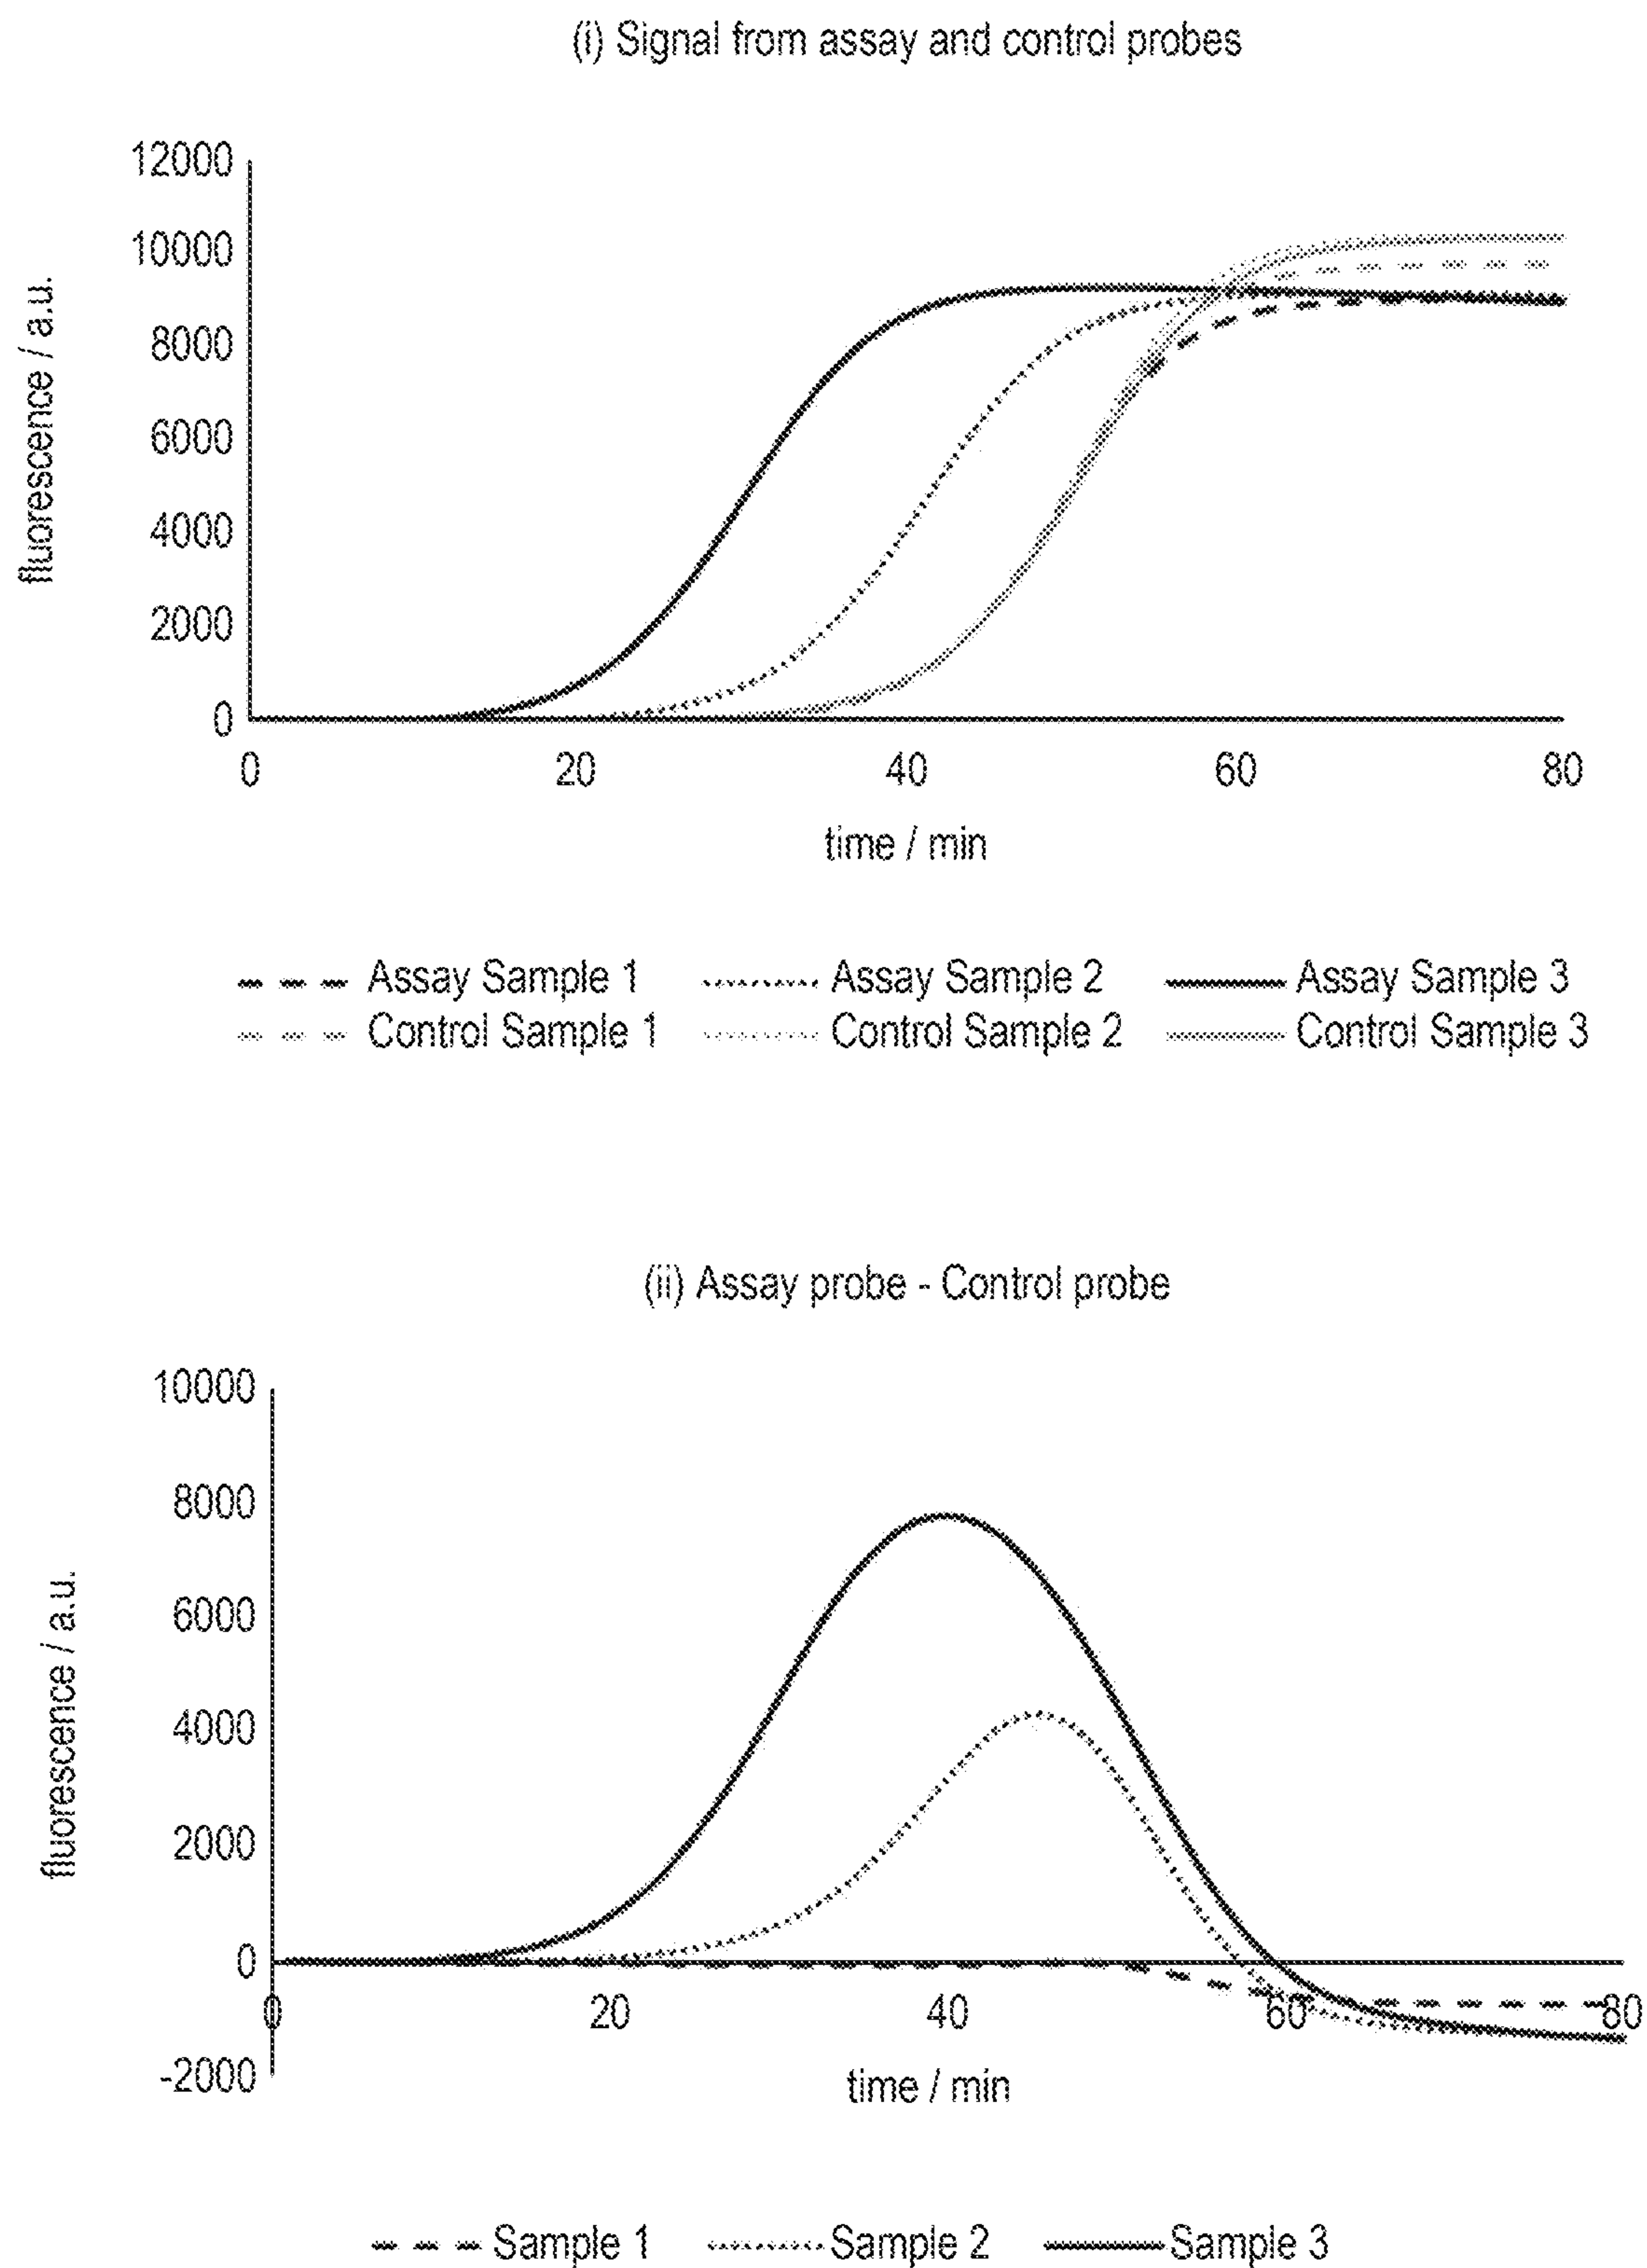 (i) Signal from assay and control probes
12000
10000
8000
6000
4000
2000
0
fluorescence / a.u.
0 20 40 60 80
time / min
Assay Sample 1 Assay Sample 2 Assay Sample 3
Control Sample 1 Control Sample 2 Control Sample 3
(ii) Assay probe - Control probe
10000
8000
6000
4000
2000
0
-2000
fluorescence / a.u.
0 20 40 60 80
time / min
Sample 1 Sample 2 Sample 3